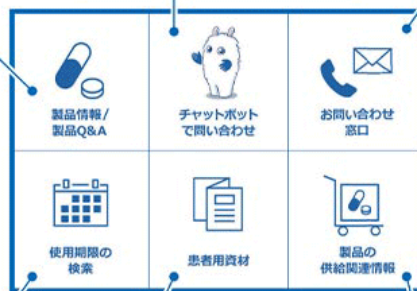 製品情報/
製品Q&A
チャットボット
で問い合わせ
お問い合わせ
窓口
使用期限の
検索
患者用資材
製品の
供給関連情報